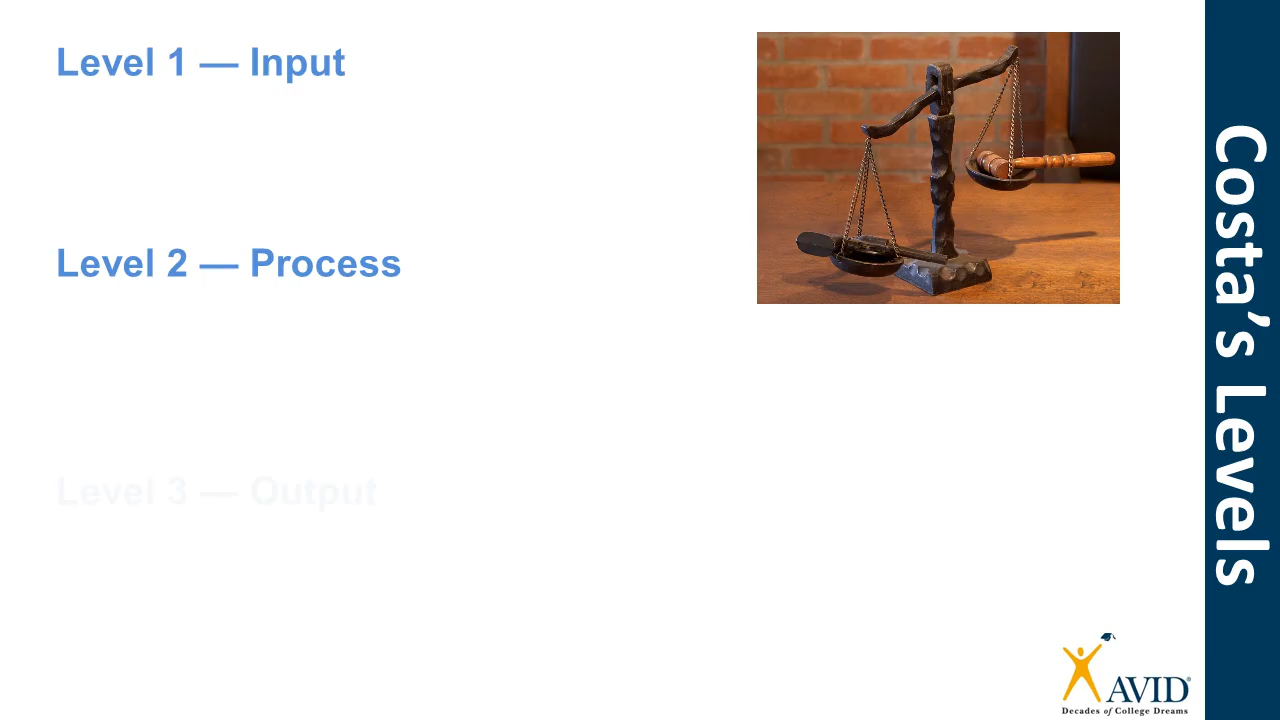 Level 1 — Input
Level 2 — Process
Level 3 — Output
Costa's Levels
AVID®
Decades of College Dreams